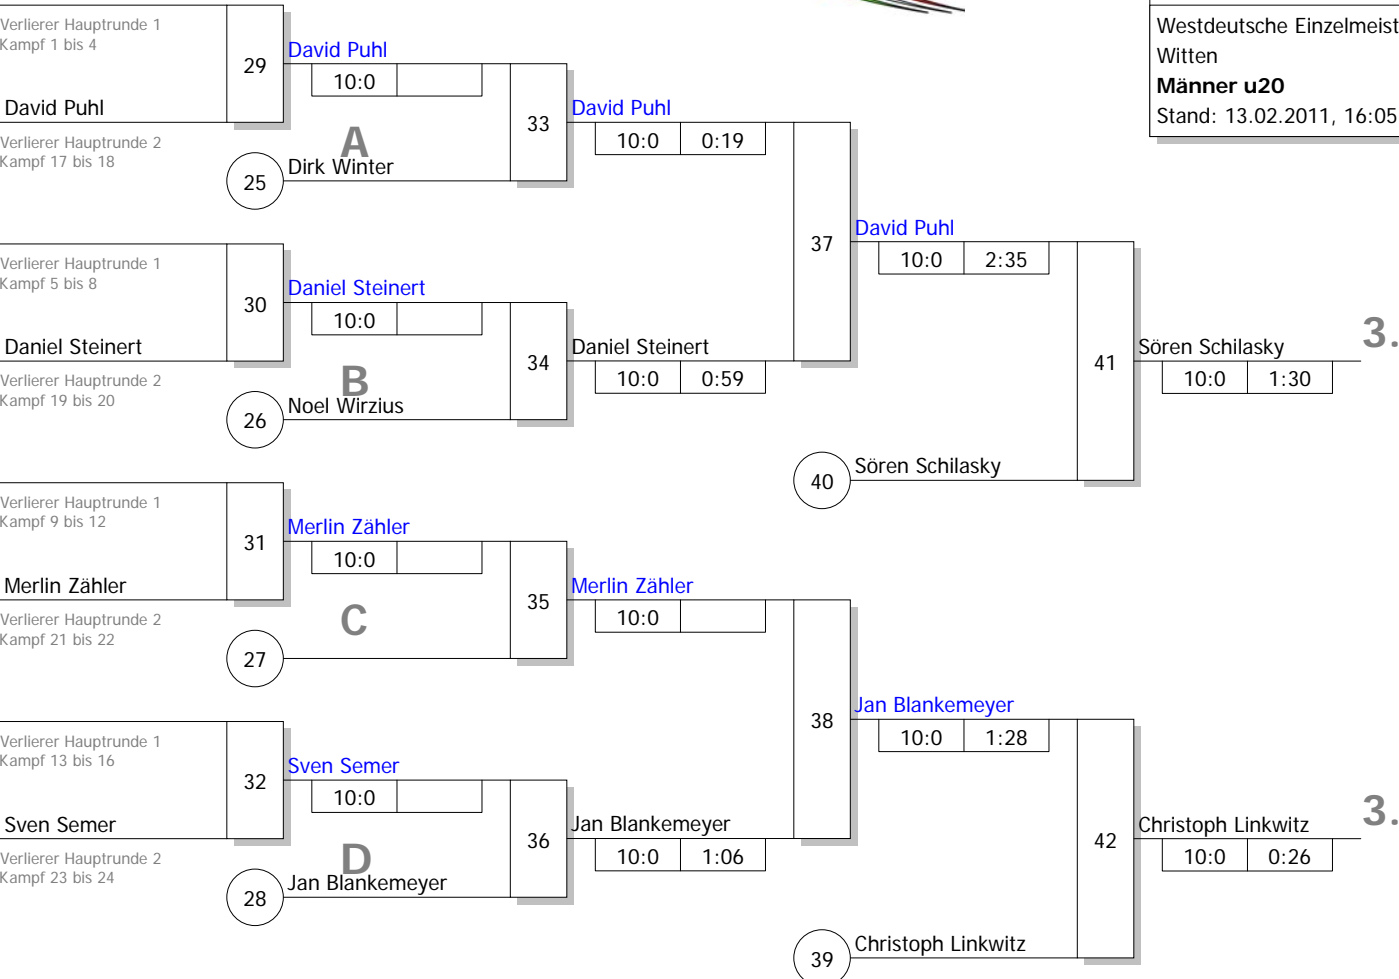 Westdeutsche Einzelmeist
Witten
Männer u20
Stand: 13.02.2011, 16:05
Verlierer Hauptrunde 1
Kampf 1 bis 4
29
David Puhl
10:0
David Puhl
Verlierer Hauptrunde 2
Kampf 17 bis 18
A
25
Dirk Winter
33
David Puhl
10:0 0:19
Verlierer Hauptrunde 1
Kampf 5 bis 8
30
Daniel Steinert
10:0
Daniel Steinert
Verlierer Hauptrunde 2
Kampf 19 bis 20
B
26
Noel Wirzius
34
Daniel Steinert
10:0 0:59
37
David Puhl
10:0 2:35
40
Sören Schilasky
41
Sören Schilasky
10:0 1:30
3.
Verlierer Hauptrunde 1
Kampf 9 bis 12
31
Merlin Zähler
10:0
Merlin Zähler
Verlierer Hauptrunde 2
Kampf 21 bis 22
C
27
35
Merlin Zähler
10:0
Verlierer Hauptrunde 1
Kampf 13 bis 16
32
Sven Semer
10:0
Sven Semer
Verlierer Hauptrunde 2
Kampf 23 bis 24
D
28
Jan Blankemeyer
36
Jan Blankemeyer
10:0 1:06
38
Jan Blankemeyer
10:0 1:28
39
Christoph Linkwitz
42
Christoph Linkwitz
10:0 0:26
3.